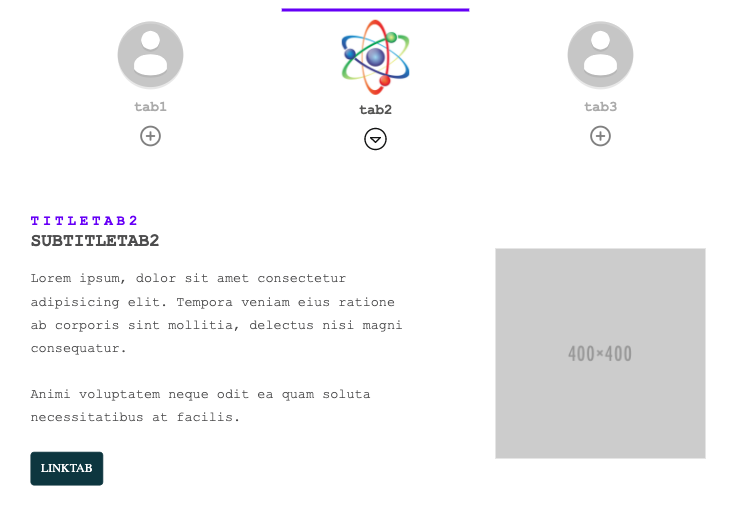 tab1
tab2
tab3
TITLETAB2
SUBTITLETAB2
Lorem ipsum, dolor sit amet consectetur
adipisicing elit. Tempora veniam eius ratione
ab corporis sint mollitia, delectus nisi magni
consequatur.
400×400
Animi voluptatem neque odit ea quam soluta
necessitatibus at facilis.
LINKTAB